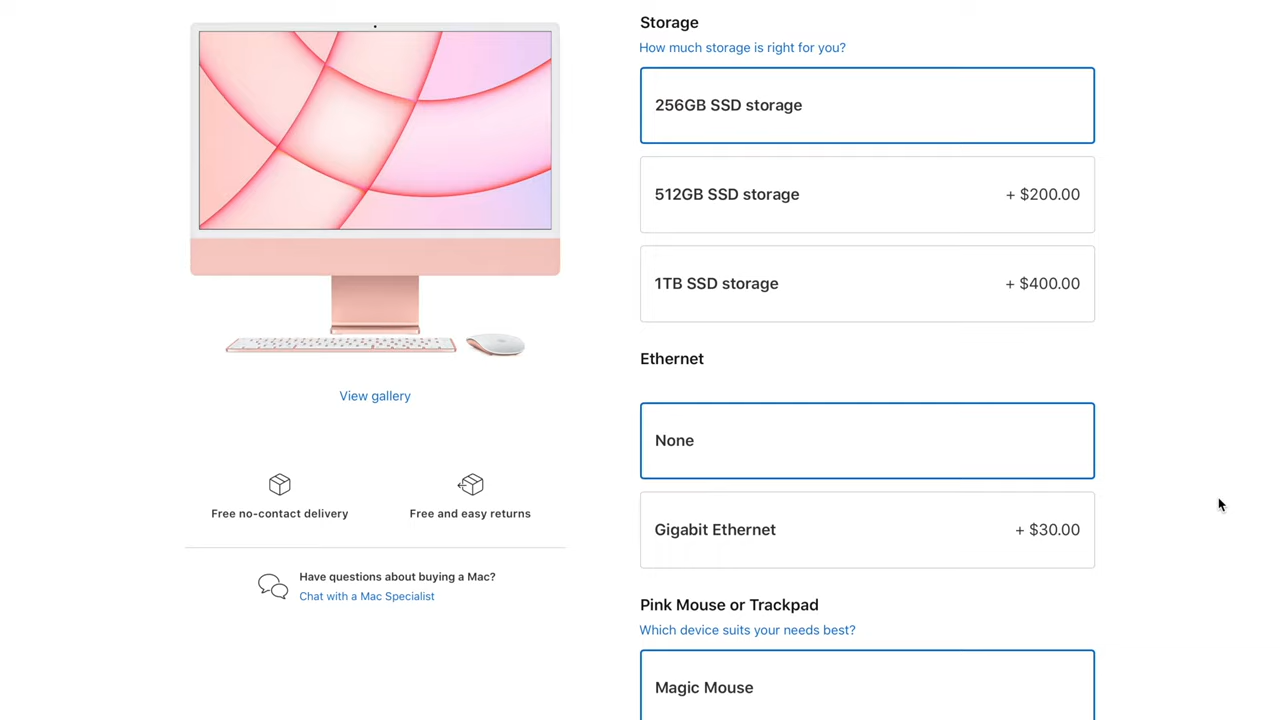 Storage
How much storage is right for you?
256GB SSD storage
512GB SSD storage + $200.00
1TB SSD storage + $400.00
Ethernet
None
Gigabit Ethernet + $30.00
Pink Mouse or Trackpad
Which device suits your needs best?
Magic Mouse
View gallery
Free no-contact delivery
Free and easy returns
Have questions about buying a Mac?
Chat with a Mac Specialist